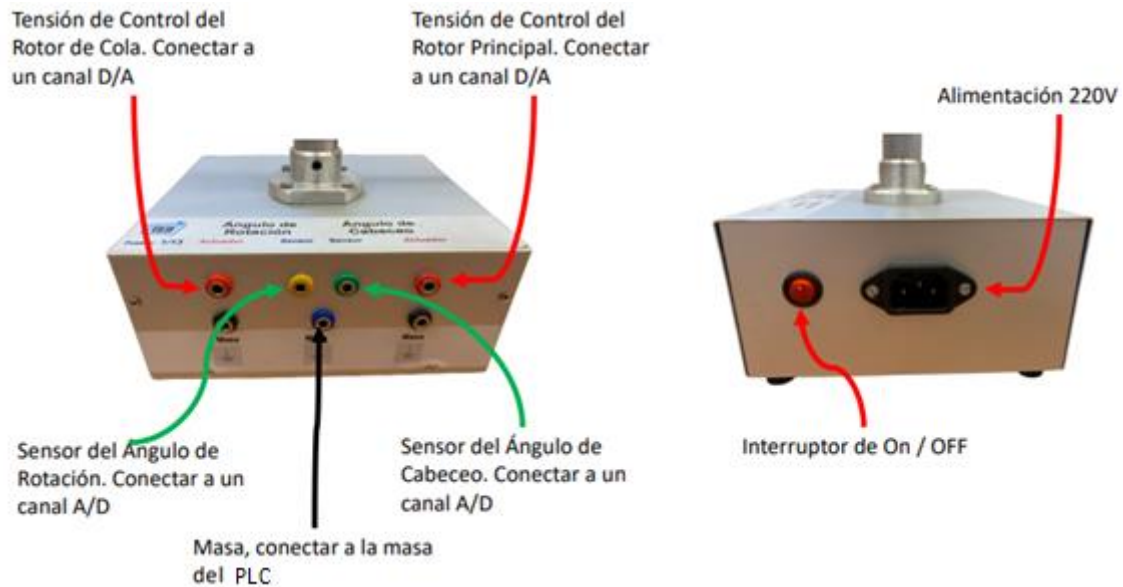 Tensión de Control del
Rotor de Cola. Conectar a
un canal D/A
Tensión de Control del
Rotor Principal. Conectar
a un canal D/A
Alimentación 220V
Ángulo de
Rotación
Ángulo de
Cabeceo
Actuador
Sensor
Sensor
Actuador
Masa
Masa
Sensor del Ángulo de
Rotación. Conectar a un
canal A/D
Sensor del Ángulo de
Cabeceo. Conectar a un
canal A/D
Interruptor de On / OFF
Masa, conectar a la masa
del PLC